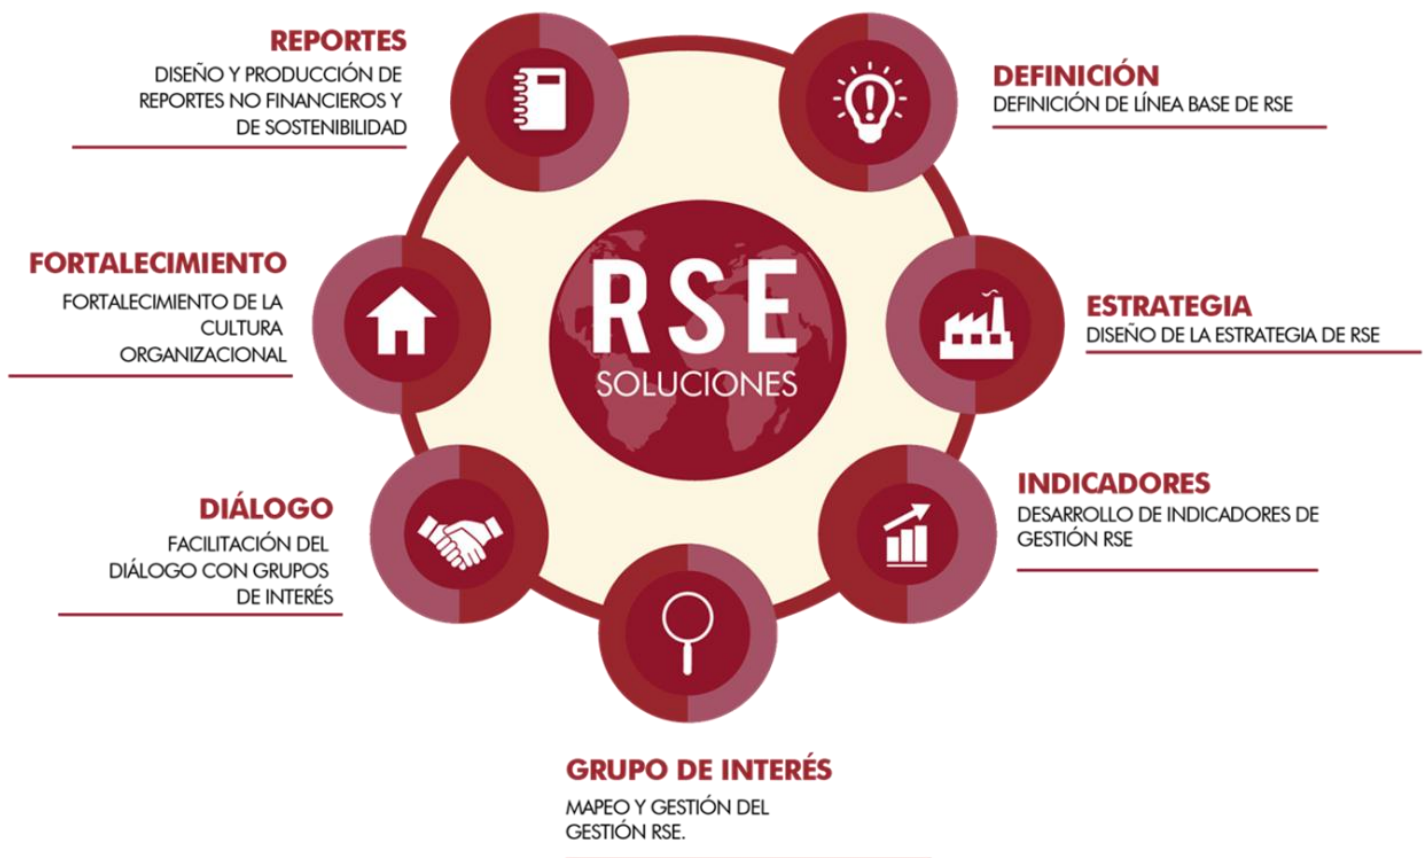 REPORTES
DISEÑO Y PRODUCCIÓN DE
REPORTES NO FINANCIEROS Y
DE SOSTENIBILIDAD
DEFINICIÓN
DEFINICIÓN DE LÍNEA BASE DE RSE
FORTALECIMIENTO
FORTALECIMIENTO DE LA
CULTURA
ORGANIZACIONAL
RSE
SOLUCIONES
ESTRATEGIA
DISEÑO DE LA ESTRATEGIA DE RSE
DIÁLOGO
FACILITACIÓN DEL
DIÁLOGO CON GRUPOS
DE INTERÉS
INDICADORES
DESARROLLO DE INDICADORES DE
GESTIÓN RSE
GRUPO DE INTERÉS
MAPEO Y GESTIÓN DEL
GESTIÓN RSE.